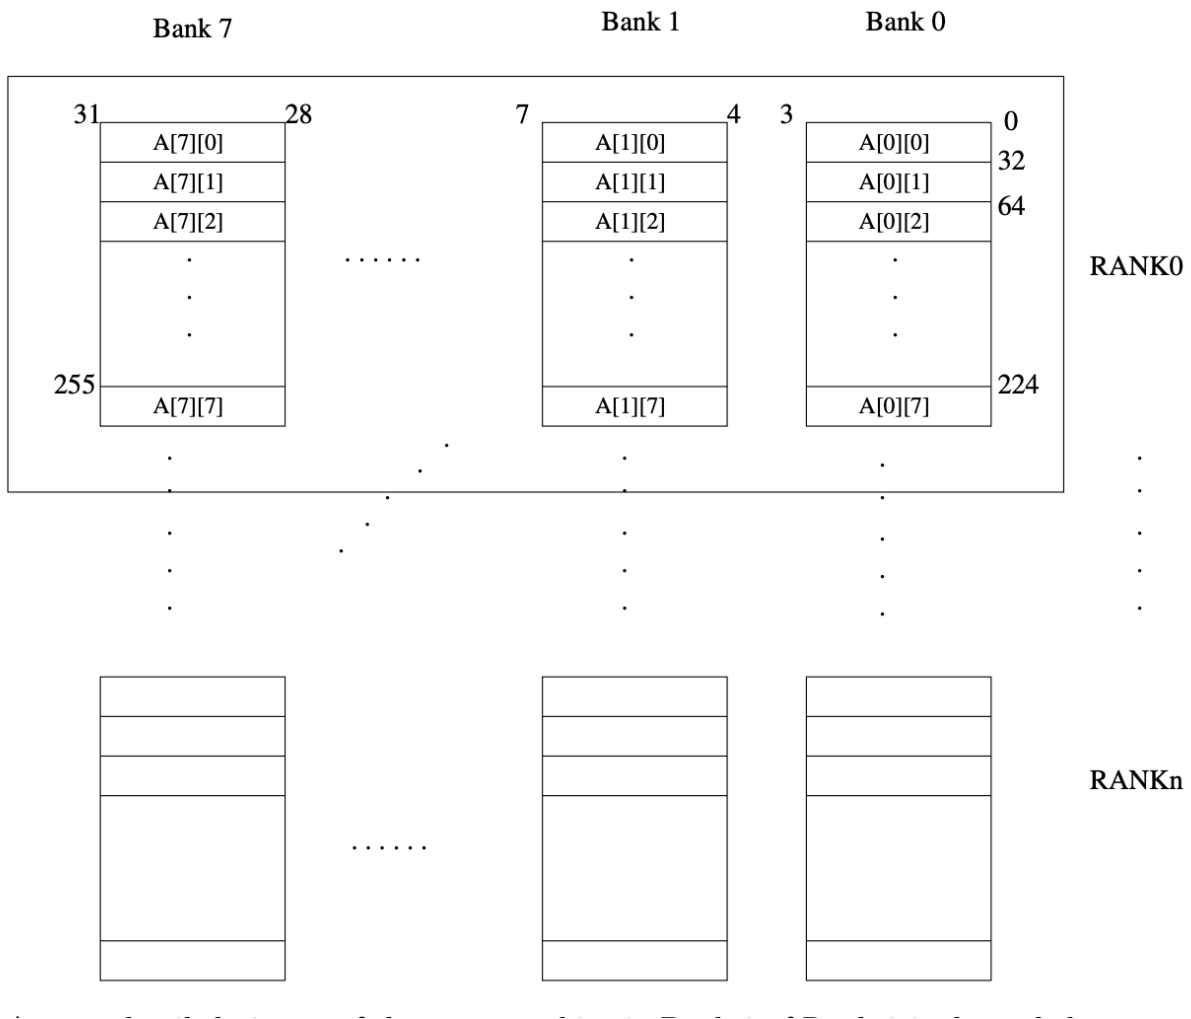 Bank 7 Bank 1 Bank 0
31 28 7 4 3 0
A[7][0] A[1][0] A[0][0]
32
A[7][1] A[1][1] A[0][1]
64
A[7][2] A[1][2] A[0][2]
RANK0
255 224
A[7][7] A[1][7] A[0][7]
RANKn